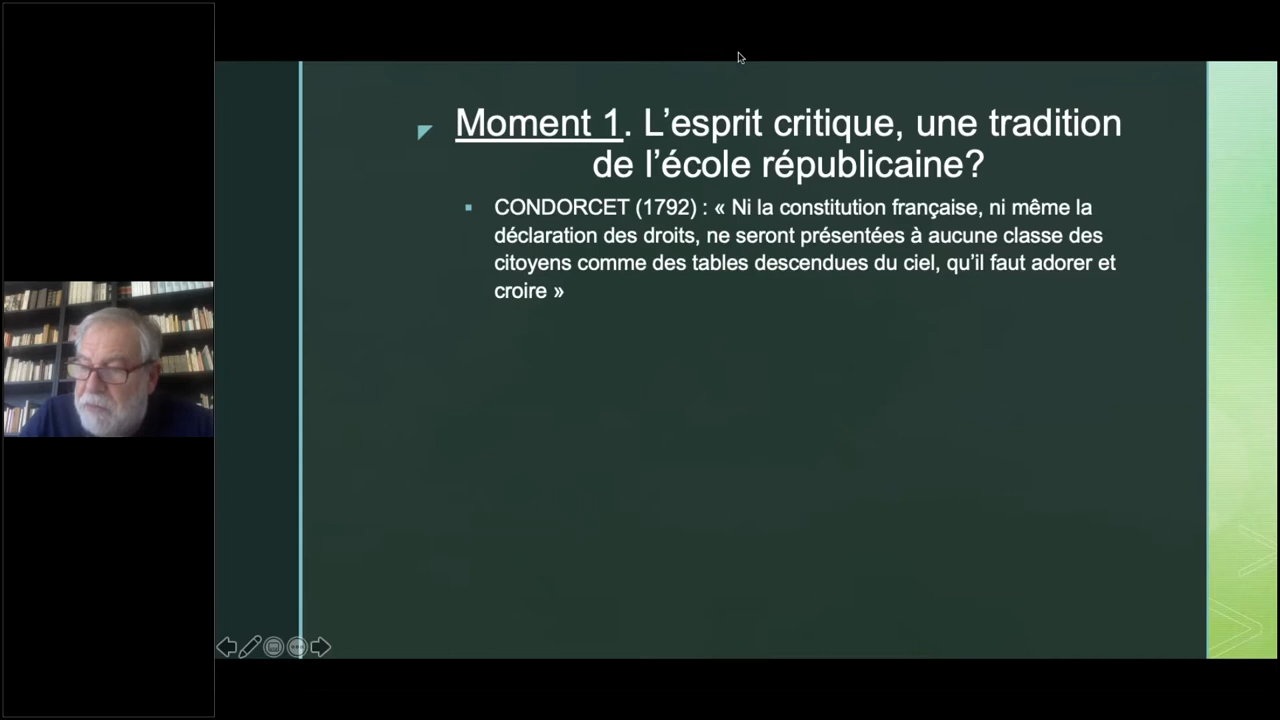 Moment 1. L’esprit critique, une tradition
de l’école républicaine?
CONDORCET (1792) : « Ni la constitution française, ni même la
déclaration des droits, ne seront présentées à aucune classe des
citoyens comme des tables descendues du ciel, qu’il faut adorer et
croire »